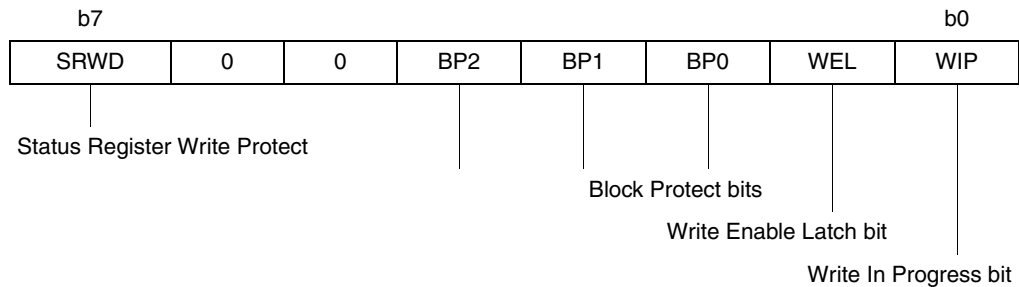 b7 b0
SRWD 0 0 BP2 BP1 BP0 WEL WIP
Status Register Write Protect
Block Protect bits
Write Enable Latch bit
Write In Progress bit